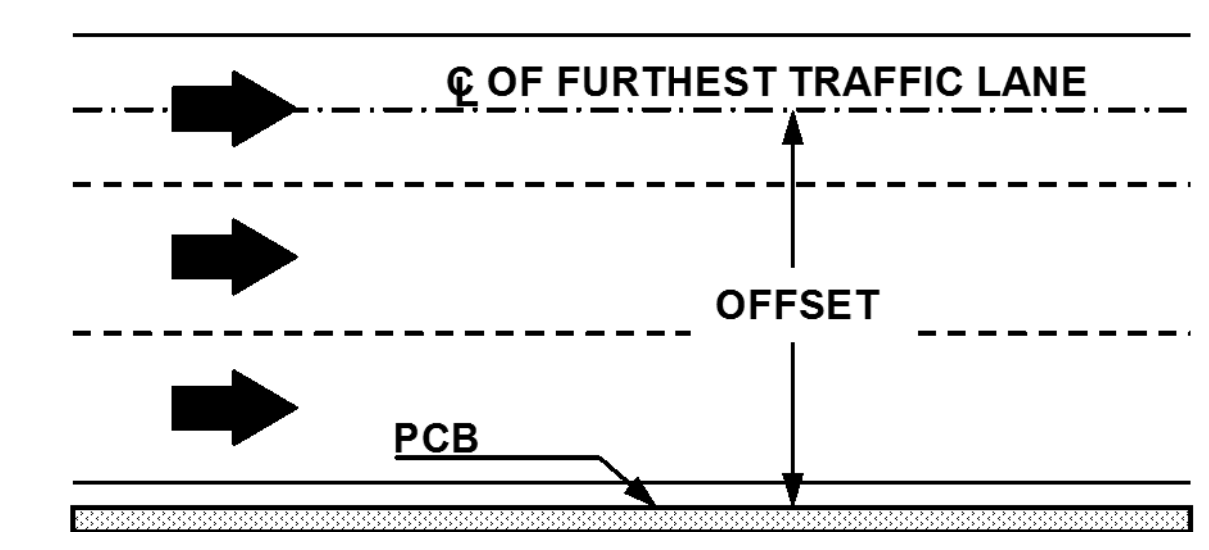 ℄ OF FURTHEST TRAFFIC LANE
OFFSET
PCB